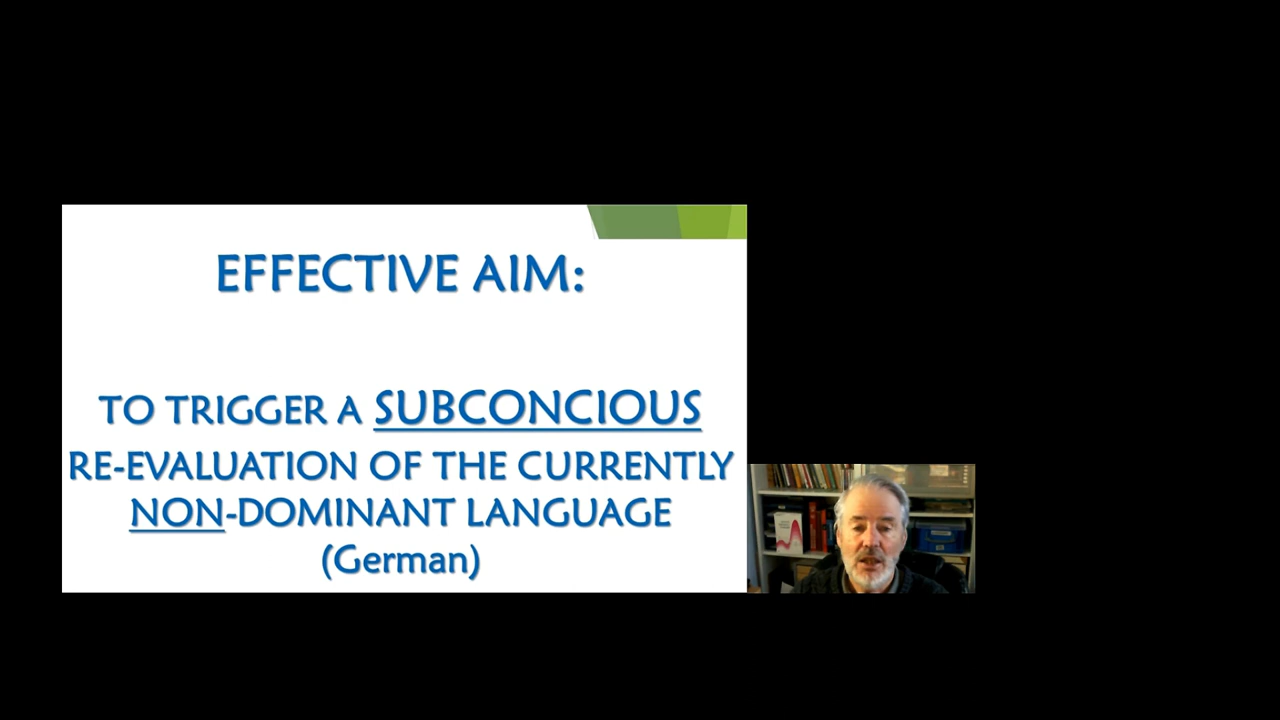 EFFECTIVE AIM:
TO TRIGGER A SUBCONCIOUS
RE-EVALUATION OF THE CURRENTLY
NON-DOMINANT LANGUAGE
(German)